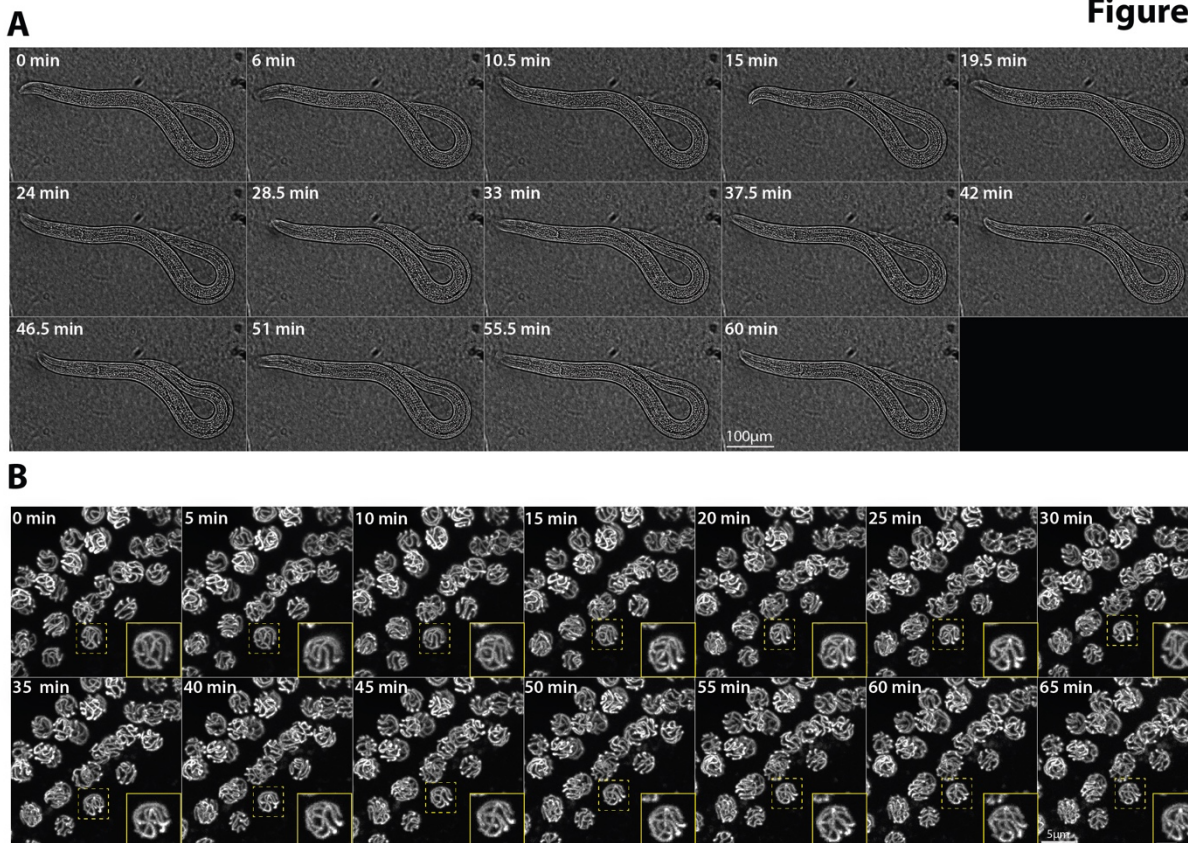 Figure
A
0 min 6 min 10.5 min 15 min 19.5 min
24 min 28.5 min 33 min 37.5 min 42 min
46.5 min 51 min 55.5 min 60 min
100µm
B
0 min 5 min 10 min 15 min 20 min 25 min 30 min
35 min 40 min 45 min 50 min 55 min 60 min 65 min
5µm